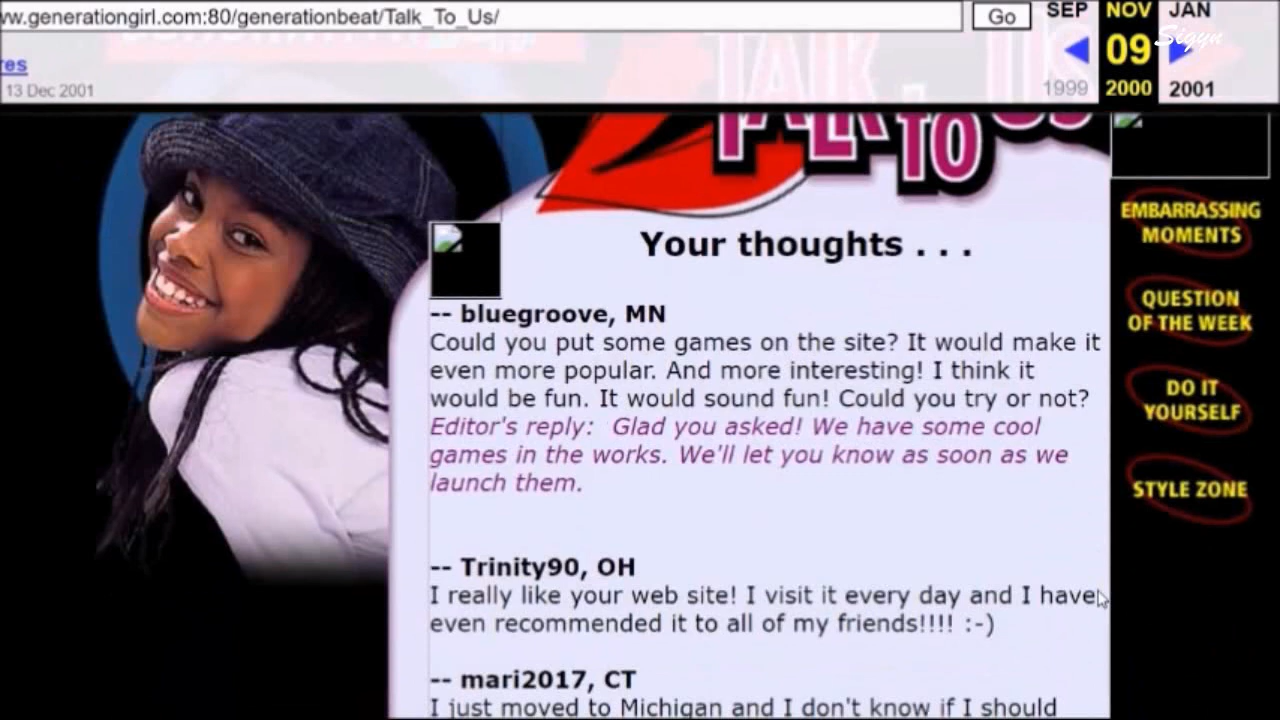 ww.generationgirl.com:80/generationbeat/Talk_To_Us/
Go
SEP NOV JAN
Sigyn
res
09
13 Dec 2001
1999 2000 2001
TALK TO US
Your thoughts . . .
-- bluegroove, MN
Could you put some games on the site? It would make it
even more popular. And more interesting! I think it
would be fun. It would sound fun! Could you try or not?
Editor's reply: Glad you asked! We have some cool
games in the works. We'll let you know as soon as we
launch them.
-- Trinity90, OH
I really like your web site! I visit it every day and I have
even recommended it to all of my friends!!!! :-)
-- mari2017, CT
I just moved to Michigan and I don't know if I should
EMBARRASSING
MOMENTS
QUESTION
OF THE WEEK
DO IT
YOURSELF
STYLE ZONE